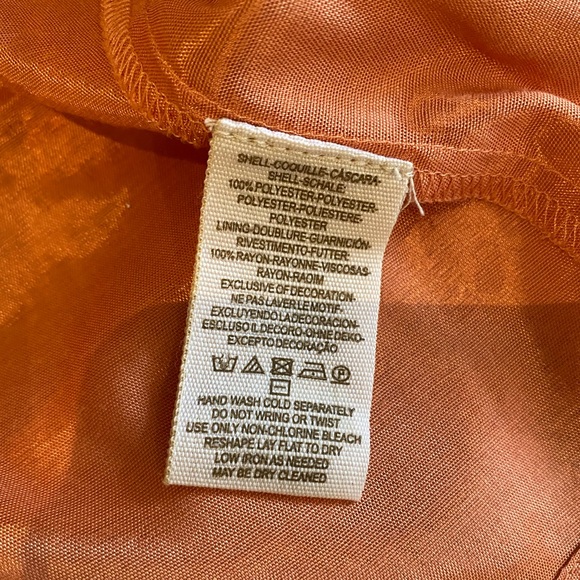 SHELL-COQUILLE-CÁSCARA-
SHELL-SCHALE:
100% POLYESTER-POLYESTER-
POLYESTER-POLIESTERE-
POLYESTER
LINING-DOUBLURE-GUARNICIÓN-
RIVESTIMENTO-FUTTER:
100% RAYON-RAYONNE-VISCOSAS-
RAYON-RADIM
EXCLUSIVE OF DECORATION-
NE PAS LAVER LE MOTIF-
EXCLUYENDO LA DECORACION-
ESCLUSO IL DECORO-OHNE DEKO-
EXCEPTO DECORAÇÃO
P
HAND WASH COLD SEPARATELY
DO NOT WRING OR TWIST
USE ONLY NON-CHLORINE BLEACH
RESHAPE LAY FLAT TO DRY
LOW IRON AS NEEDED
MAY BE DRY CLEANED